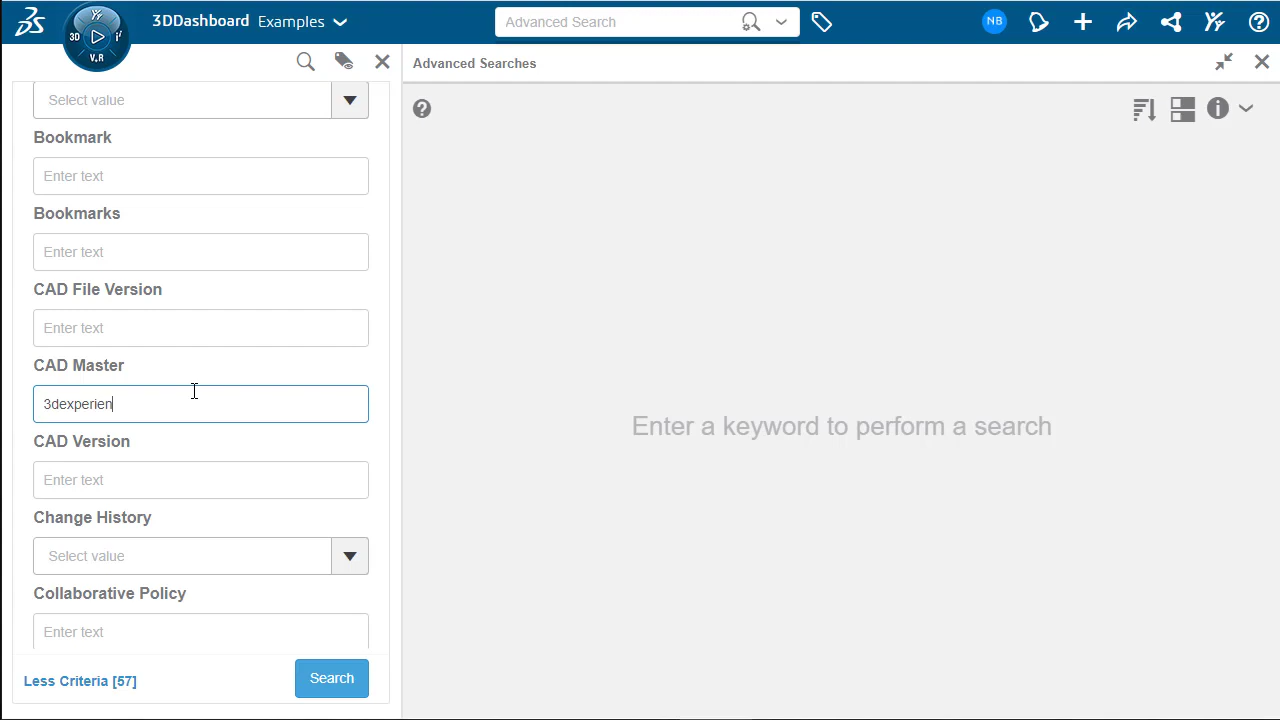 3DDashboard Examples
Advanced Search
NB
3D
V.R
Advanced Searches
Select value
Bookmark
Enter text
Bookmarks
Enter text
CAD File Version
Enter text
CAD Master
3dexperien
CAD Version
Enter text
Change History
Select value
Collaborative Policy
Enter text
Less Criteria [57]
Search
Enter a keyword to perform a search